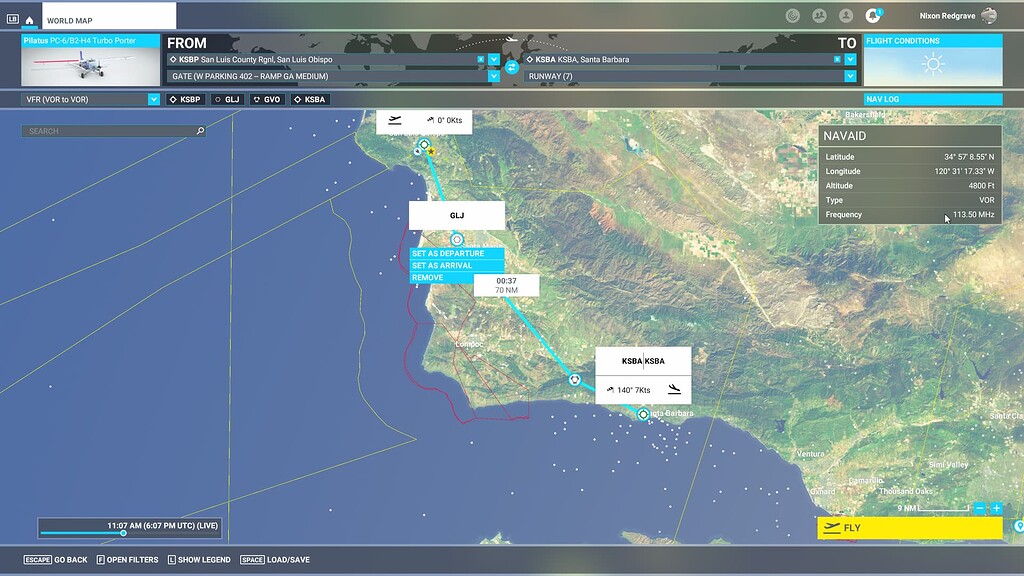 LB
WORLD MAP
1
Nixon Redgrave
Pilatus PC-6/B2-H4 Turbo Porter
FROM
TO
FLIGHT CONDITIONS
KSBP San Luis County Rgnl, San Luis Obispo
KSBA KSBA, Santa Barbara
GATE (W PARKING 402 – RAMP GA MEDIUM)
RUNWAY (7)
VFR (VOR to VOR)
KSBP
GLJ
GVO
KSBA
NAV LOG
SEARCH
0° 0Kts
Bakersfield
NAVAID
Latitude 34° 57' 8.55" N
Longitude 120° 31' 17.33" W
Altitude 4800 Ft
Type VOR
Frequency 113.50 MHz
GLJ
SET AS DEPARTURE
SET AS ARRIVAL
REMOVE
00:37
70 NM
Lompoc
KSBA KSBA
140° 7Kts
Santa Barbara
Santa Cla
Ventura
Simi Valley
Camarillo
Thousand Oaks
Oxnard
9 NM
11:07 AM (6:07 PM UTC) (LIVE)
FLY
ESCAPE GO BACK
F OPEN FILTERS
L SHOW LEGEND
SPACE LOAD/SAVE